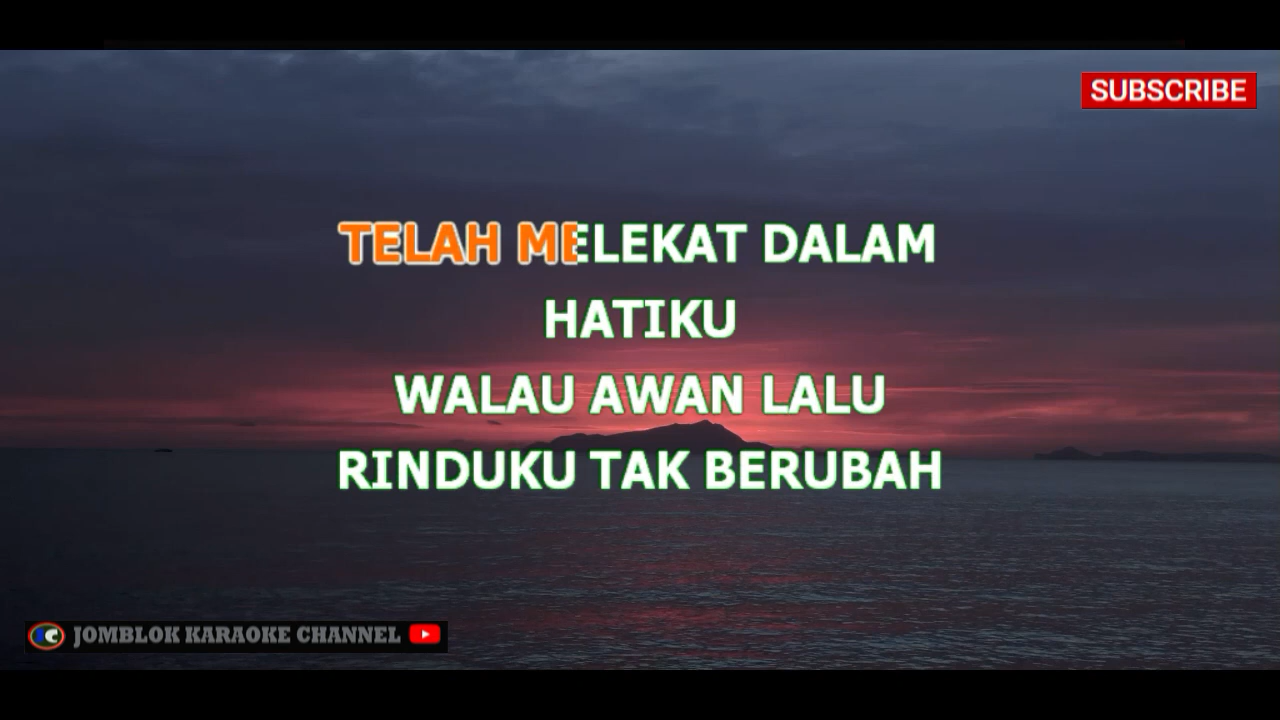 SUBSCRIBE
TELAH MELEKAT DALAM
HATIKU
WALAU AWAN LALU
RINDUKU TAK BERUBAH
JOMBLOK KARAOKE CHANNEL